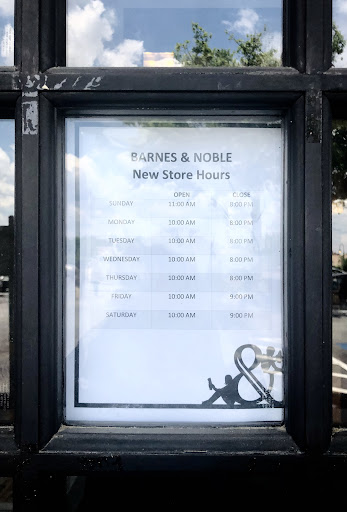 BARNES & NOBLE
New Store Hours
OPEN CLOSE
SUNDAY 11:00 AM 8:00 PM
MONDAY 10:00 AM 8:00 PM
TUESDAY 10:00 AM 8:00 PM
WEDNESDAY 10:00 AM 8:00 PM
THURSDAY 10:00 AM 8:00 PM
FRIDAY 10:00 AM 9:00 PM
SATURDAY 10:00 AM 9:00 PM
&